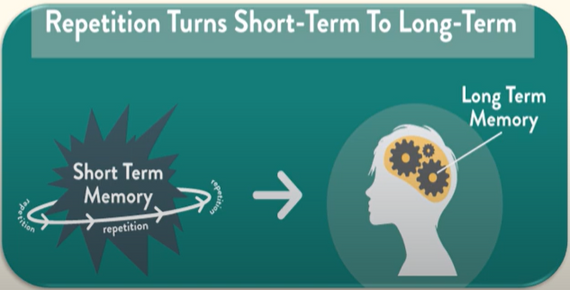 Repetition Turns Short-Term To Long-Term
Short Term
Memory
repetition
repetition
repetition
Long Term
Memory